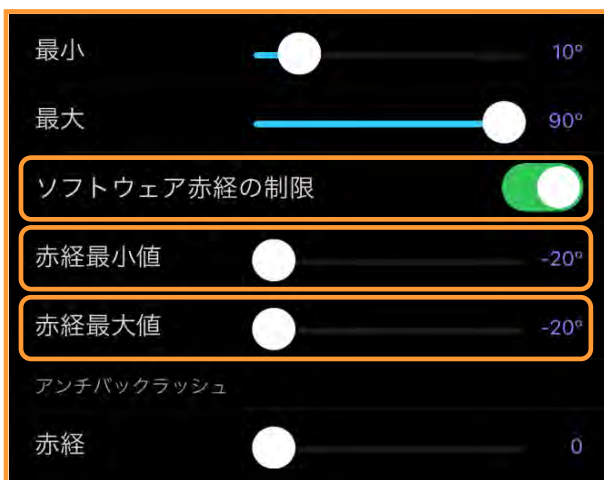 最小 10°
最大 90°
ソフトウェア赤経の制限
赤経最小値 -20°
赤経最大値 -20°
アンチバックラッシュ
赤経 0